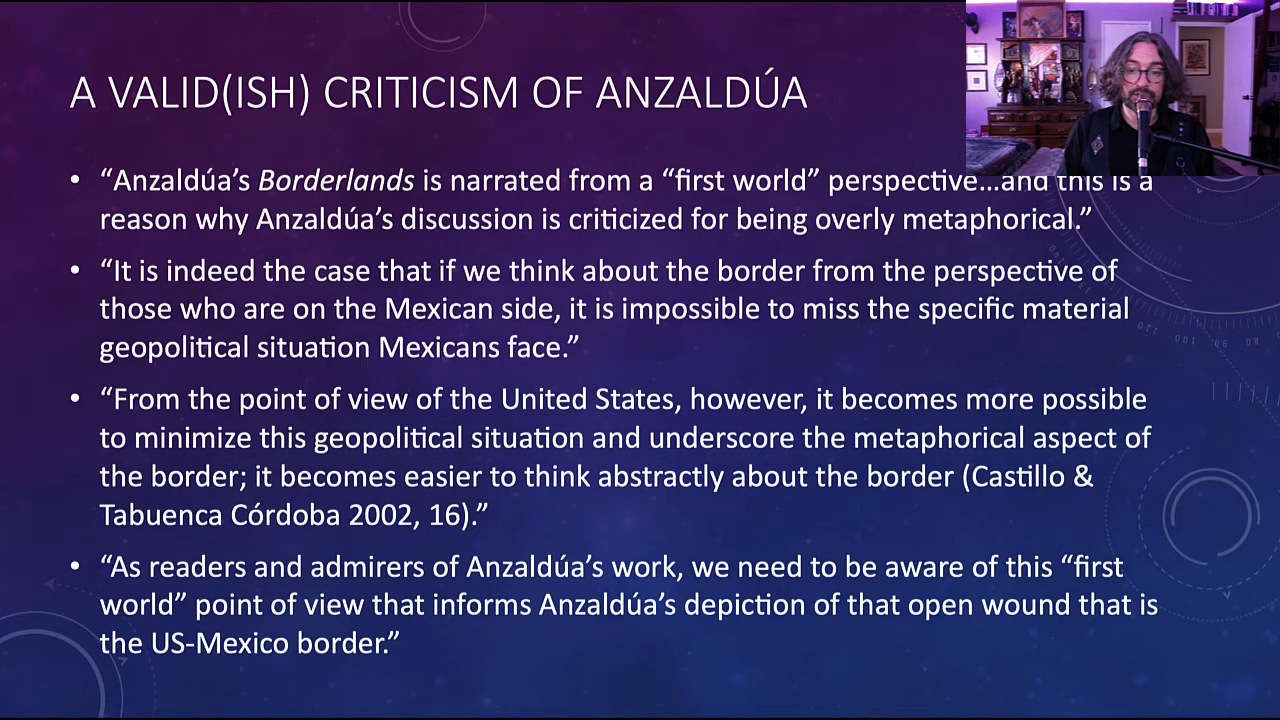 A VALID(ISH) CRITICISM OF ANZALDÚA
• “Anzaldúa’s Borderlands is narrated from a “first world” perspective…and this is a
reason why Anzaldúa’s discussion is criticized for being overly metaphorical.”
• “It is indeed the case that if we think about the border from the perspective of
those who are on the Mexican side, it is impossible to miss the specific material
geopolitical situation Mexicans face.”
• “From the point of view of the United States, however, it becomes more possible
to minimize this geopolitical situation and underscore the metaphorical aspect of
the border; it becomes easier to think abstractly about the border (Castillo &
Tabuenca Córdoba 2002, 16).”
• “As readers and admirers of Anzaldúa’s work, we need to be aware of this “first
world” point of view that informs Anzaldúa’s depiction of that open wound that is
the US-Mexico border.”